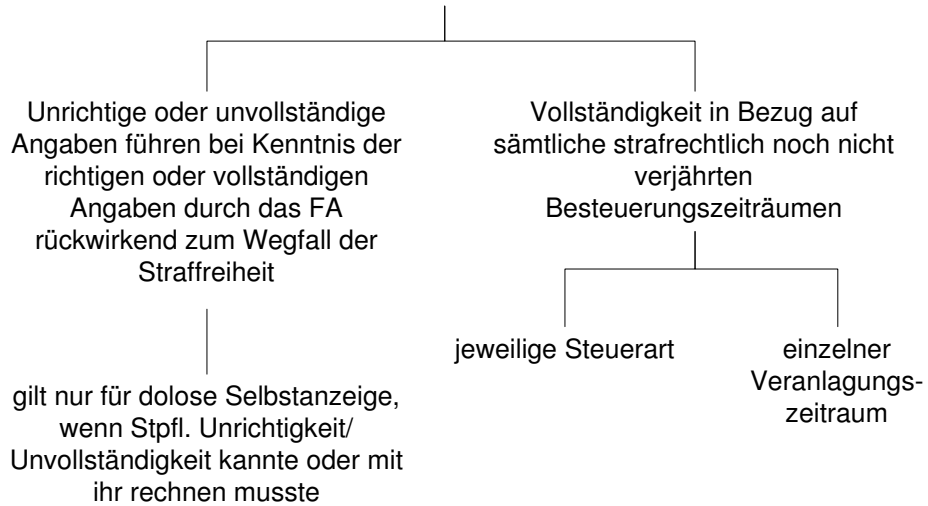 Unrichtige oder unvollständige
Angaben führen bei Kenntnis der
richtigen oder vollständigen
Angaben durch das FA
rückwirkend zum Wegfall der
Straffreiheit
gilt nur für dolose Selbstanzeige,
wenn Stpfl. Unrichtigkeit/
Unvollständigkeit kannte oder mit
ihr rechnen musste
Vollständigkeit in Bezug auf
sämtliche strafrechtlich noch nicht
verjährten
Besteuerungszeiträumen
jeweilige Steuerart
einzelner
Veranlagungs-
zeitraum